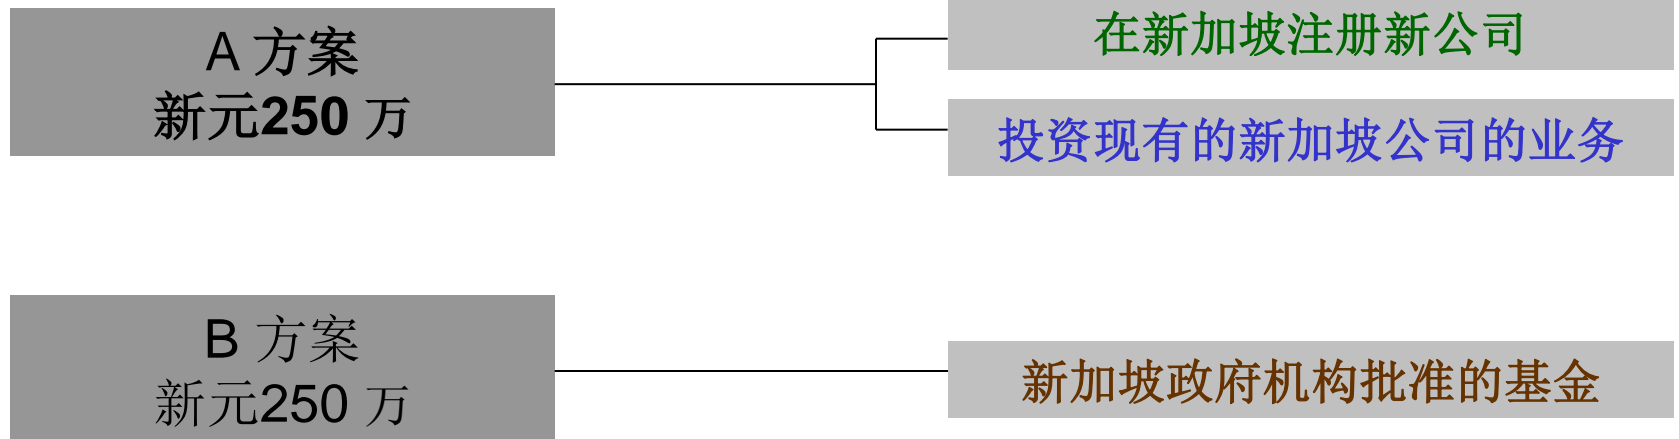 A 方案
新元250 万
在新加坡注册新公司
投资现有的新加坡公司的业务
B 方案
新元250 万
新加坡政府机构批准的基金